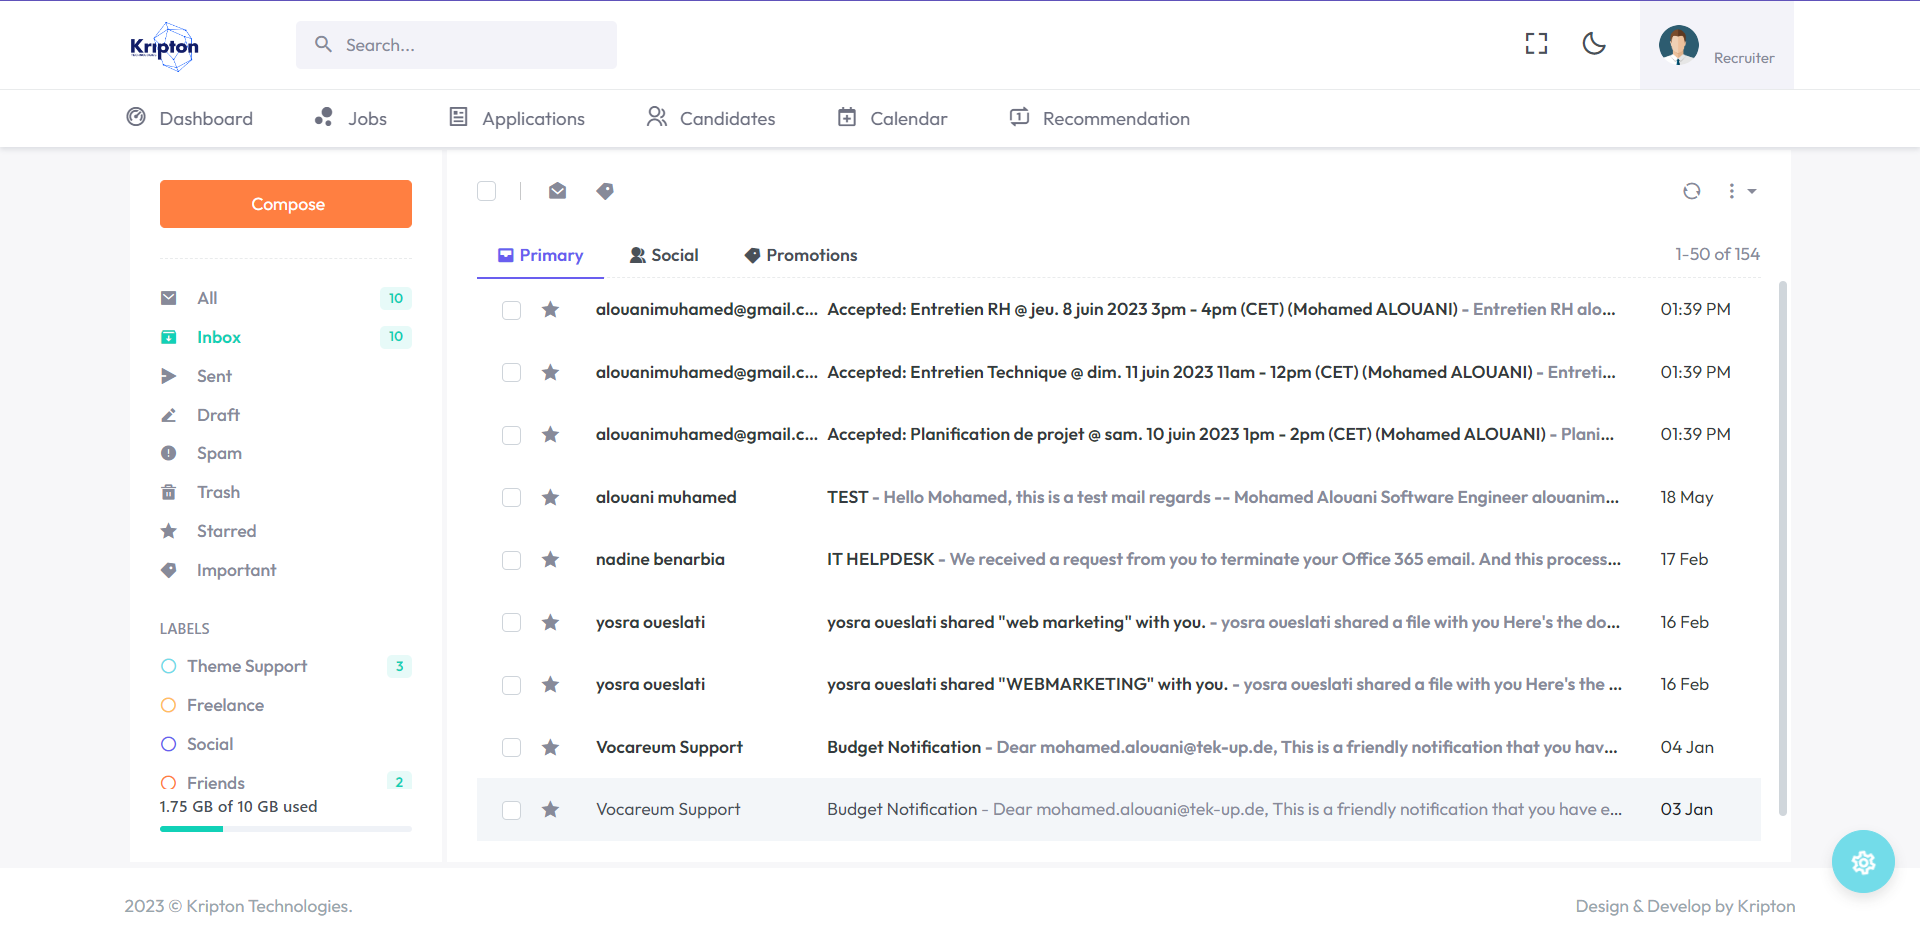 Kripton
Search...
Recruiter
Dashboard
Jobs
Applications
Candidates
Calendar
Recommendation
Compose
All 10
Inbox 10
Sent
Draft
Spam
Trash
Starred
Important
LABELS
Theme Support 3
Freelance
Social
Friends 2
1.75 GB of 10 GB used
Primary
Social
Promotions
1-50 of 154
alouanimuhamed@gmail.c... Accepted: Entretien RH @ jeu. 8 juin 2023 3pm - 4pm (CET) (Mohamed ALOUANI) - Entretien RH alo... 01:39 PM
alouanimuhamed@gmail.c... Accepted: Entretien Technique @ dim. 11 juin 2023 11am - 12pm (CET) (Mohamed ALOUANI) - Entreti... 01:39 PM
alouanimuhamed@gmail.c... Accepted: Planification de projet @ sam. 10 juin 2023 1pm - 2pm (CET) (Mohamed ALOUANI) - Plani... 01:39 PM
alouani muhamed TEST - Hello Mohamed, this is a test mail regards -- Mohamed Alouani Software Engineer alouanim... 18 May
nadine benarbia IT HELPDESK - We received a request from you to terminate your Office 365 email. And this process... 17 Feb
yosra oueslati yosra oueslati shared "web marketing" with you. - yosra oueslati shared a file with you Here's the do... 16 Feb
yosra oueslati yosra oueslati shared "WEBMARKETING" with you. - yosra oueslati shared a file with you Here's the ... 16 Feb
Vocareum Support Budget Notification - Dear mohamed.alouani@tek-up.de, This is a friendly notification that you hav... 04 Jan
Vocareum Support Budget Notification - Dear mohamed.alouani@tek-up.de, This is a friendly notification that you have e... 03 Jan
2023 © Kripton Technologies.
Design & Develop by Kripton